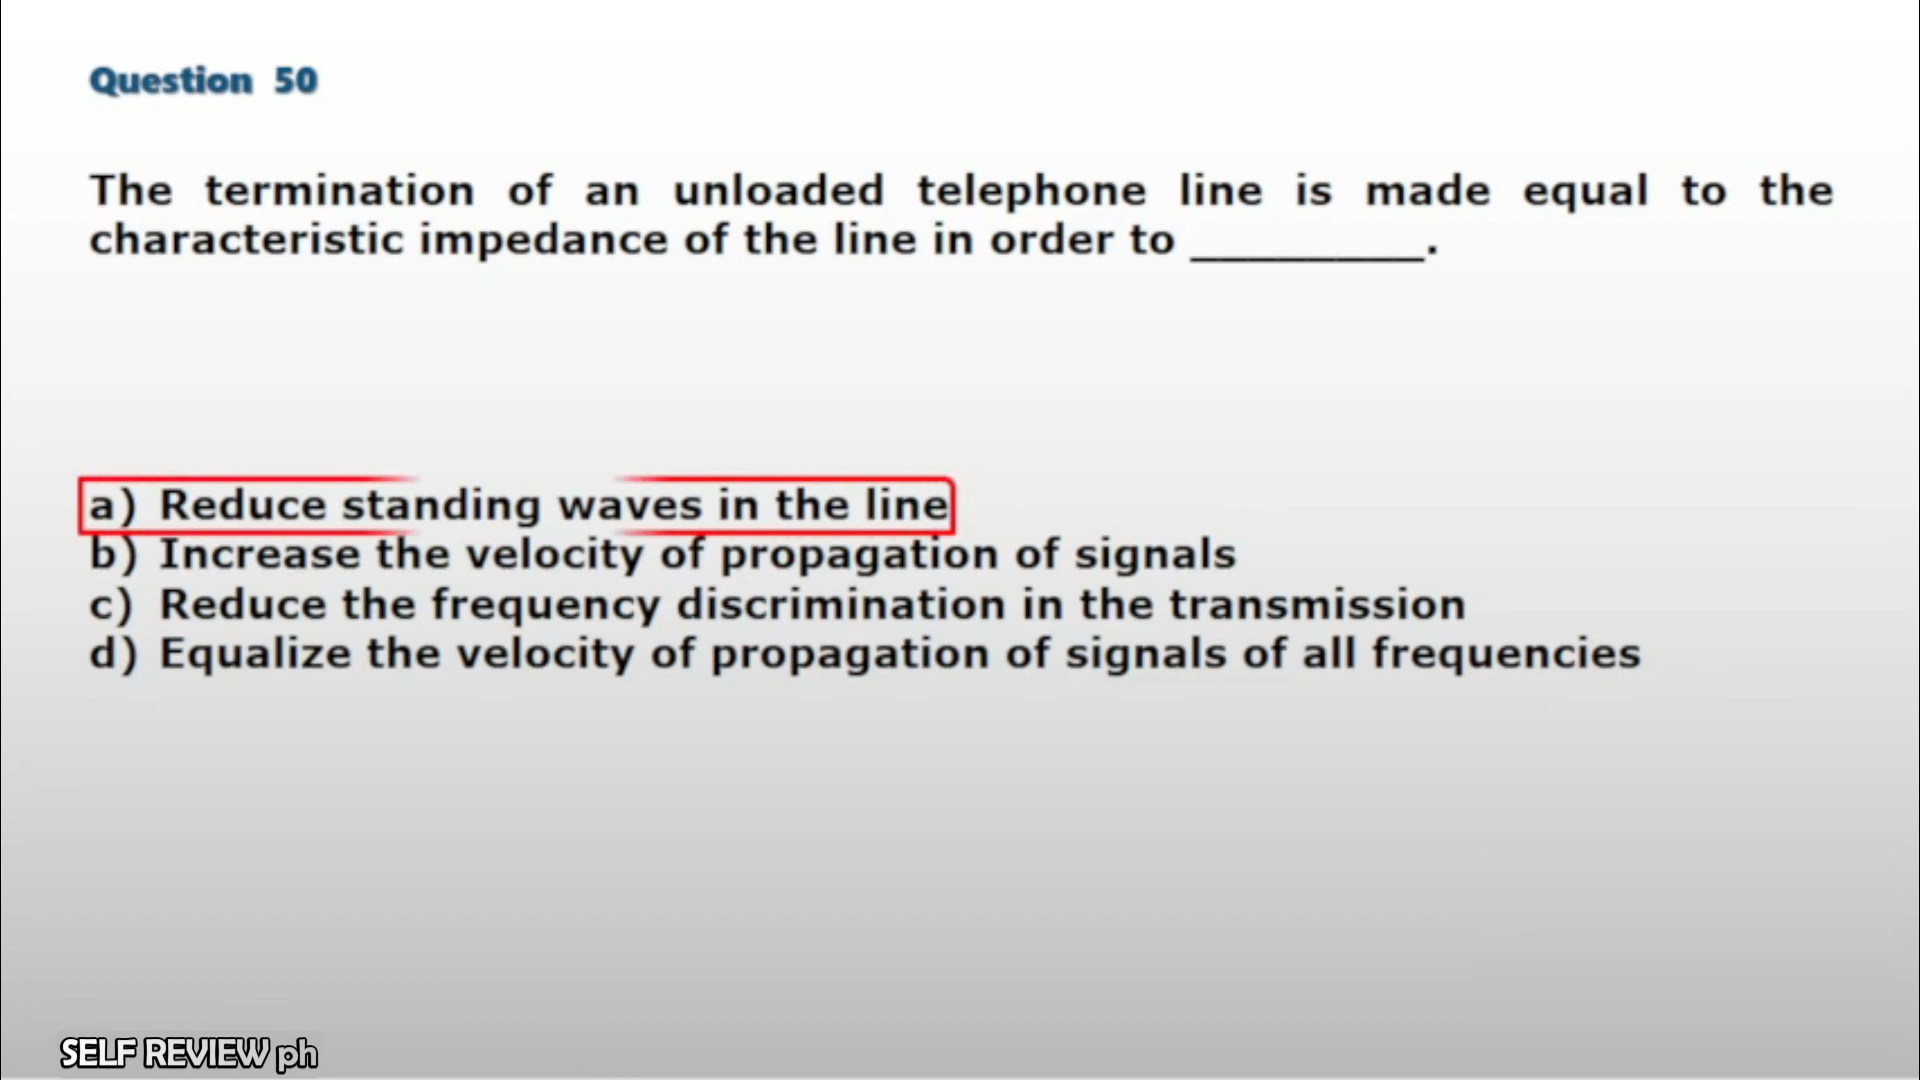 Question 50
The termination of an unloaded telephone line is made equal to the
characteristic impedance of the line in order to _________.
a) Reduce standing waves in the line
b) Increase the velocity of propagation of signals
c) Reduce the frequency discrimination in the transmission
d) Equalize the velocity of propagation of signals of all frequencies
SELF REVIEW ph